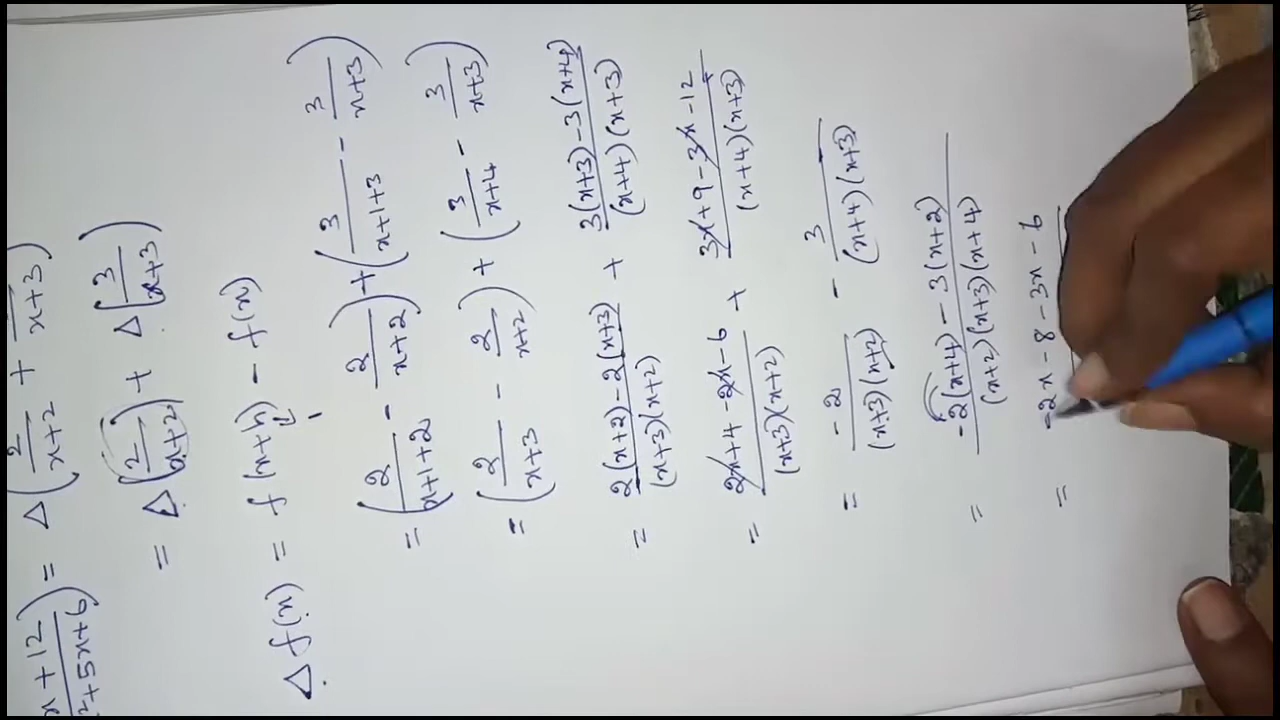 x+12)/²+5x+6) = Δ(2/x+2 + /x+3)
= Δ(2/x+2) + Δ(3/x+3)
Δ f(x) = f(x+h) - f(x)
1
= (2/x+1+2 - 2/x+2) + (3/x+1+3 - 3/x+3)
= (2/x+3 - 2/x+2) + (3/x+4 - 3/x+3)
= 2(x+2)-2(x+3)/(x+3)(x+2) + 3(x+3)-3(x+4)/(x+4)(x+3)
= 2x+4-2x-6/(x+3)(x+2) + 3x+9-3x-12/(x+4)(x+3)
= -2/(x+3)(x+2) - 3/(x+4)(x+3)
= -2(x+4)-3(x+2)/(x+2)(x+3)(x+4)
= -2x-8-3x-6